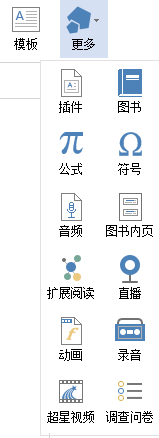 模板 更多
插件 图书
公式 符号
音频 图书内页
扩展阅读 直播
动画 录音
超星视频 调查问卷